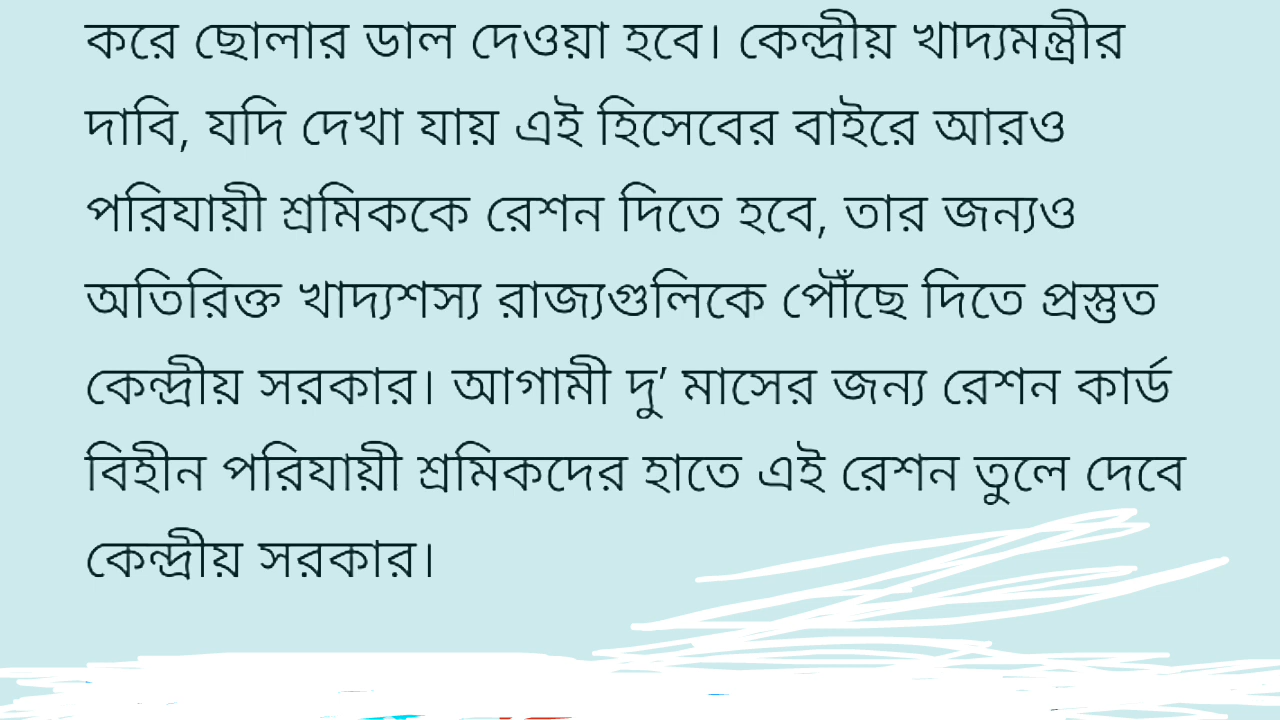 করে ছোলার ডাল দেওয়া হবে। কেন্দ্রীয় খাদ্যমন্ত্রীর
দাবি, যদি দেখা যায় এই হিসেবের বাইরে আরও
পরিযায়ী শ্রমিককে রেশন দিতে হবে, তার জন্যও
অতিরিক্ত খাদ্যশস্য রাজ্যগুলিকে পৌঁছে দিতে প্রস্তুত
কেন্দ্রীয় সরকার। আগামী দু’ মাসের জন্য রেশন কার্ড
বিহীন পরিযায়ী শ্রমিকদের হাতে এই রেশন তুলে দেবে
কেন্দ্রীয় সরকার।